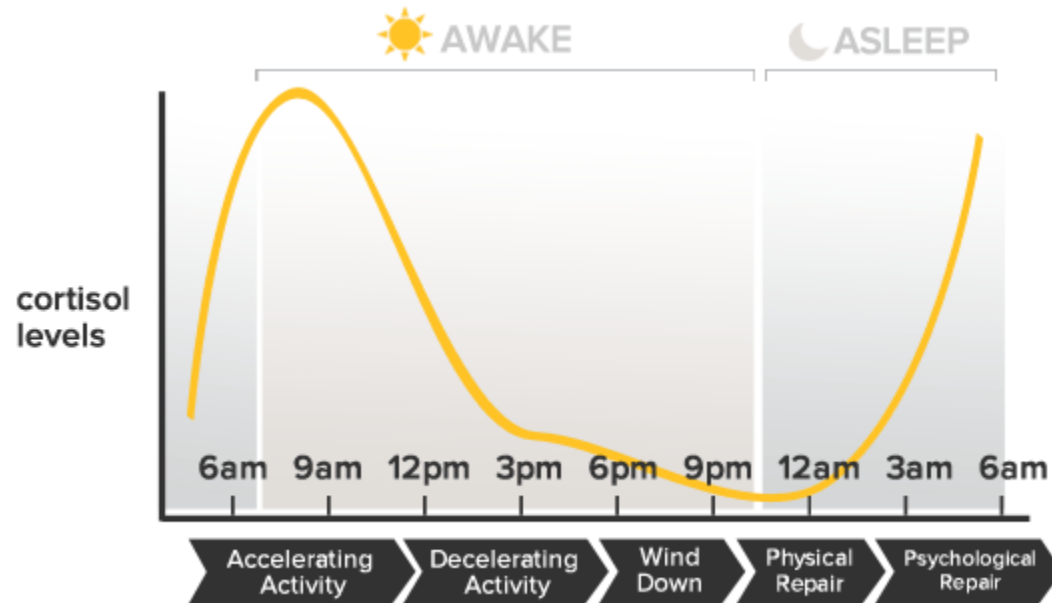 AWAKE
ASLEEP
cortisol
levels
6am 9am 12pm 3pm 6pm 9pm 12am 3am 6am
Accelerating
Activity
Decelerating
Activity
Wind
Down
Physical
Repair
Psychological
Repair